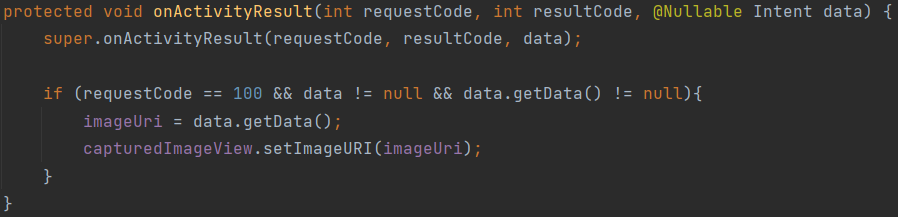 protected void onActivityResult(int requestCode, int resultCode, @Nullable Intent data) {
    super.onActivityResult(requestCode, resultCode, data);

    if (requestCode == 100 && data != null && data.getData() != null){
        imageUri = data.getData();
        capturedImageView.setImageURI(imageUri);
    }
}